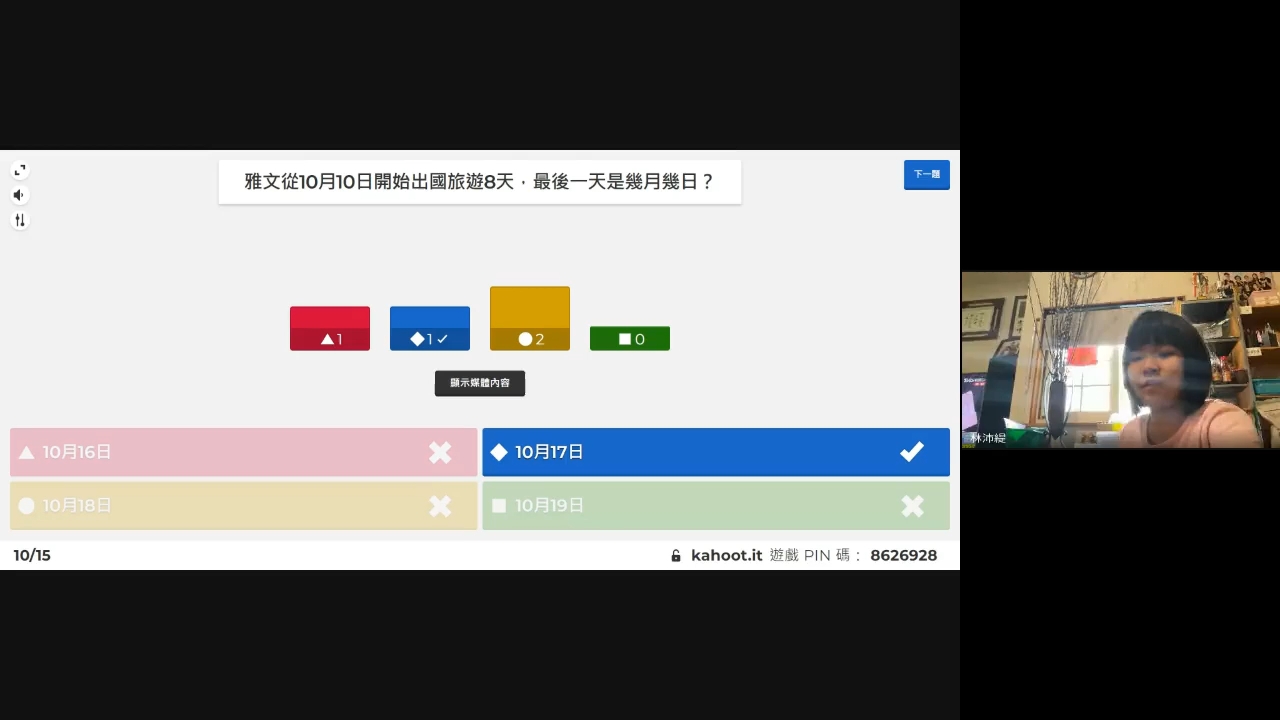 雅文從10月10日開始出國旅遊8天，最後一天是幾月幾日？
下一題
1
1
2
0
顯示媒體內容
10月16日
10月17日
10月18日
10月19日
10/15
kahoot.it 遊戲 PIN 碼： 8626928
林沛緹